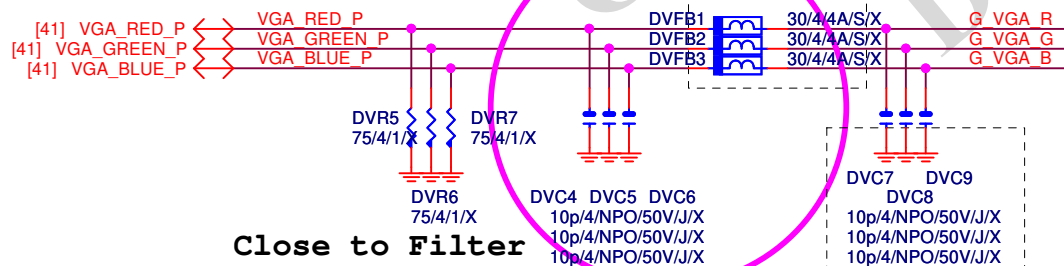 VGA_RED_P DVFB1 30/4/4A/S/X G_VGA_R
[41] VGA_RED_P
VGA_GREEN_P DVFB2 30/4/4A/S/X G_VGA_G
[41] VGA_GREEN_P
VGA_BLUE_P DVFB3 30/4/4A/S/X G_VGA_B
[41] VGA_BLUE_P
DVR5 DVR7
75/4/1/X 75/4/1/X
DVC7 DVC9
DVR6 DVC4 DVC5 DVC6 DVC8
75/4/1/X 10p/4/NPO/50V/J/X 10p/4/NPO/50V/J/X
10p/4/NPO/50V/J/X 10p/4/NPO/50V/J/X
Close to Filter 10p/4/NPO/50V/J/X 10p/4/NPO/50V/J/X